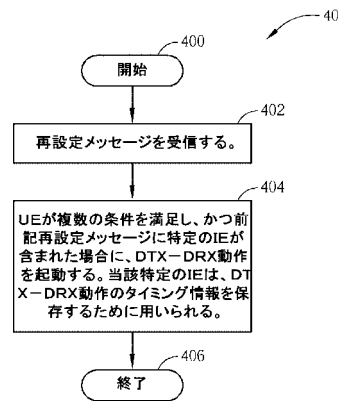 40
400
開始
402
再設定メッセージを受信する。
404
UEが複数の条件を満足し、かつ前
記再設定メッセージに特定のIEが
含まれた場合に、DTX-DRX動作
を起動する。当該特定のIEは、DT
X-DRX動作のタイミング情報を保
存するために用いられる。
406
終了